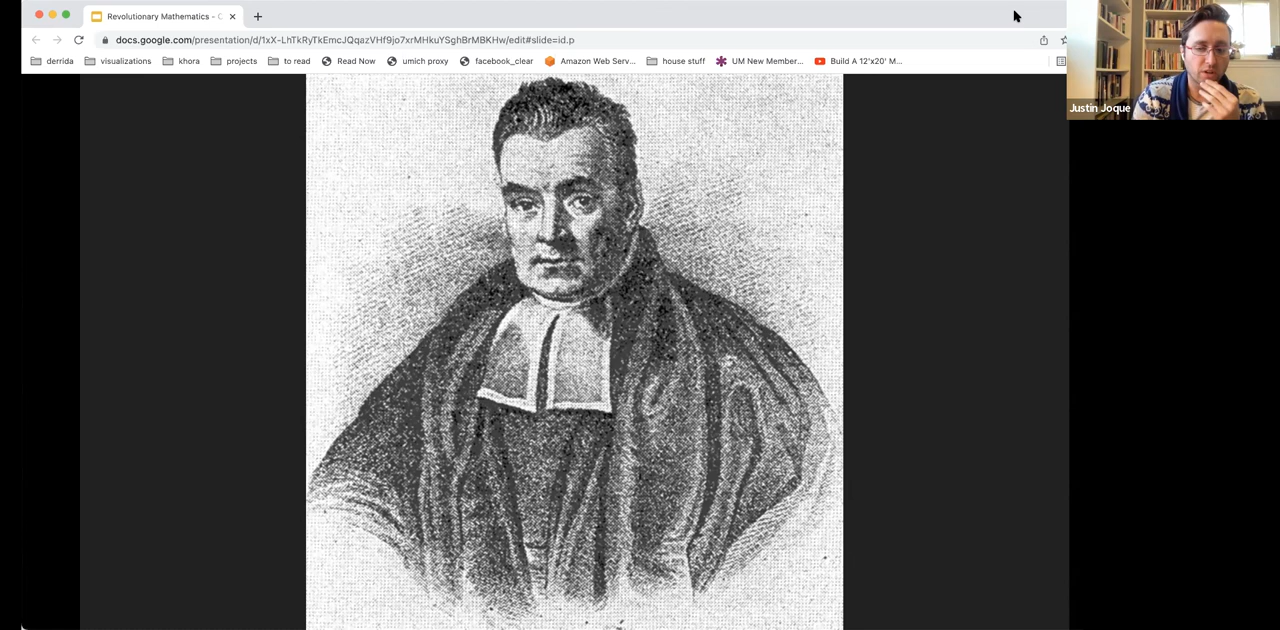 Revolutionary Mathematics - 
docs.google.com/presentation/d/1xX-LhTkRyTkEmcJQqazVHf9jo7xrMHkuYSghBrMBKHw/edit#slide=id.p
derrida visualizations khora projects to read Read Now umich proxy facebook_clear Amazon Web Serv... house stuff UM New Member... Build A 12'x20' M...
Justin Joque